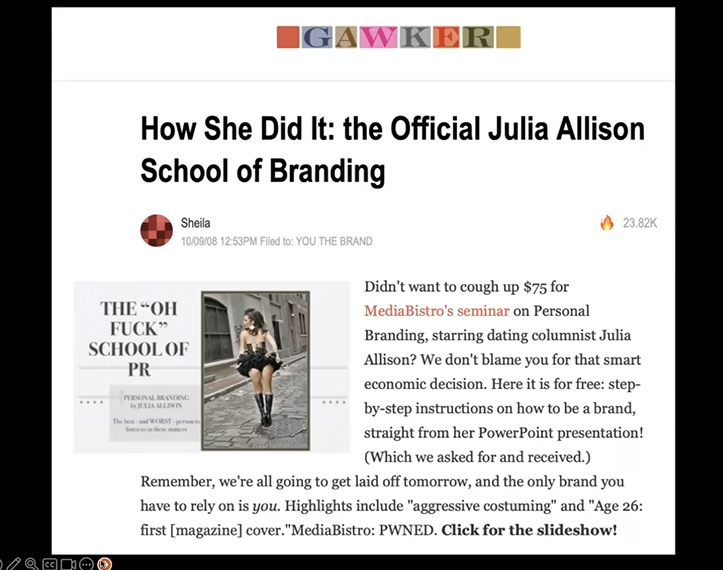 GAWKER
How She Did It: the Official Julia Allison
School of Branding
Sheila
10/09/08 12:53PM Filed to: YOU THE BRAND
23.82K
THE “OH
FUCK”
SCHOOL OF
PR
PERSONAL BRANDING
by JULIA ALLISON
The best - and WORST - person to
listen to in these matters
Didn't want to cough up $75 for
MediaBistro's seminar on Personal
Branding, starring dating columnist Julia
Allison? We don't blame you for that smart
economic decision. Here it is for free: step-
by-step instructions on how to be a brand,
straight from her PowerPoint presentation!
(Which we asked for and received.)
Remember, we're all going to get laid off tomorrow, and the only brand you
have to rely on is you. Highlights include "aggressive costuming" and "Age 26:
first [magazine] cover."MediaBistro: PWNED. Click for the slideshow!
CC